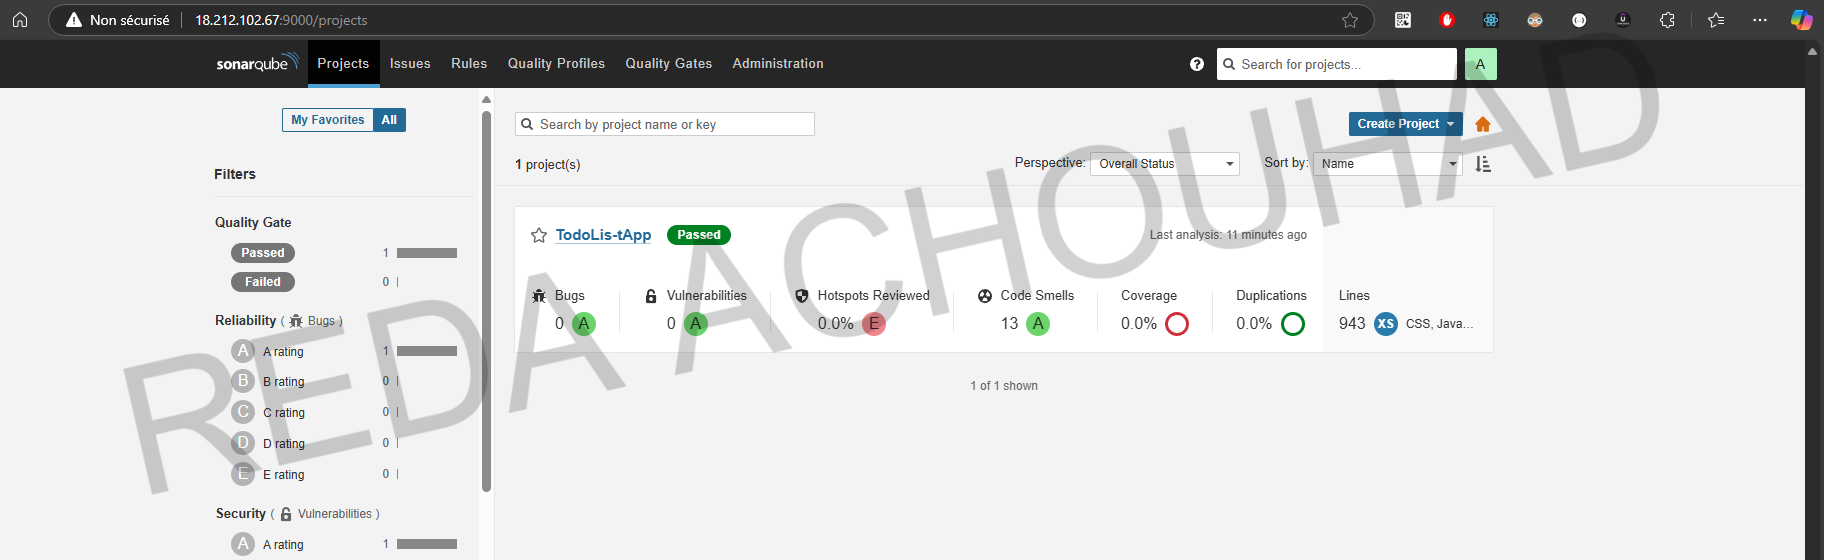 Non sécurisé 18.212.102.67:9000/projects
sonarqube Projects Issues Rules Quality Profiles Quality Gates Administration Search for projects... A
My Favorites All
Search by project name or key
Create Project
1 project(s)
Perspective: Overall Status
Sort by: Name
Filters
Quality Gate
Passed 1
Failed 0
Reliability ( Bugs )
A A rating 1
B B rating 0
C C rating 0
D D rating 0
E E rating 0
Security ( Vulnerabilities )
A A rating 1
TodoLis-tApp Passed
Last analysis: 11 minutes ago
Bugs Vulnerabilities Hotspots Reviewed Code Smells Coverage Duplications Lines
0 A 0 A 0.0% E 13 A 0.0% 0.0% 943 XS CSS, Java...
1 of 1 shown
REDA ACHOUHAD